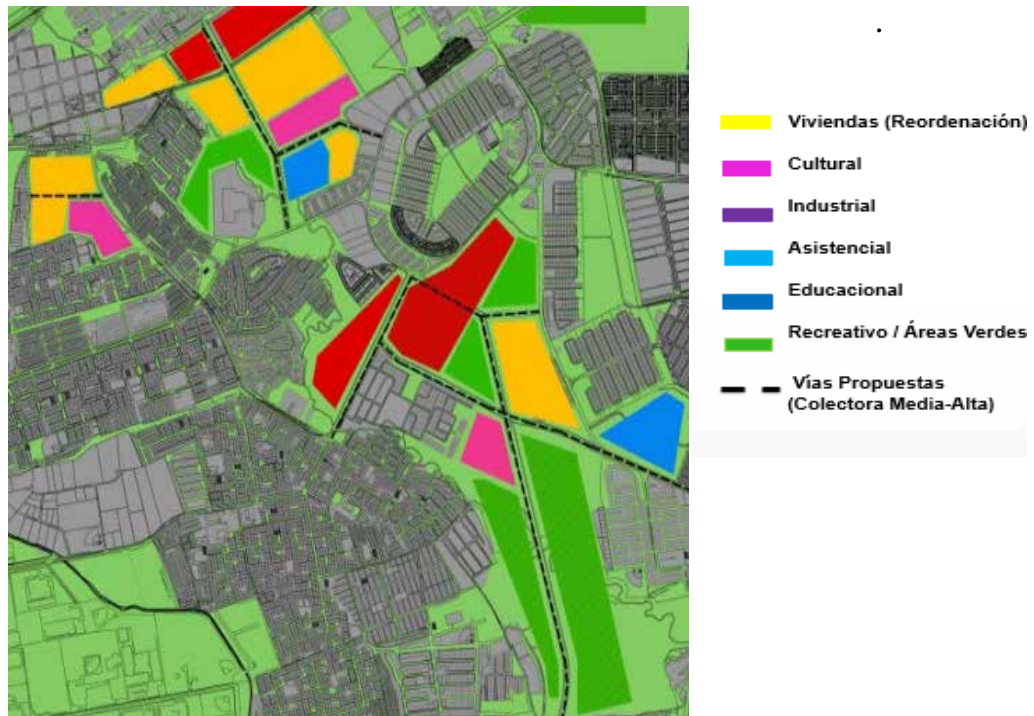 .
Viviendas (Reordenación)
Cultural
Industrial
Asistencial
Educacional
Recreativo / Áreas Verdes
Vías Propuestas
(Colectora Media-Alta)